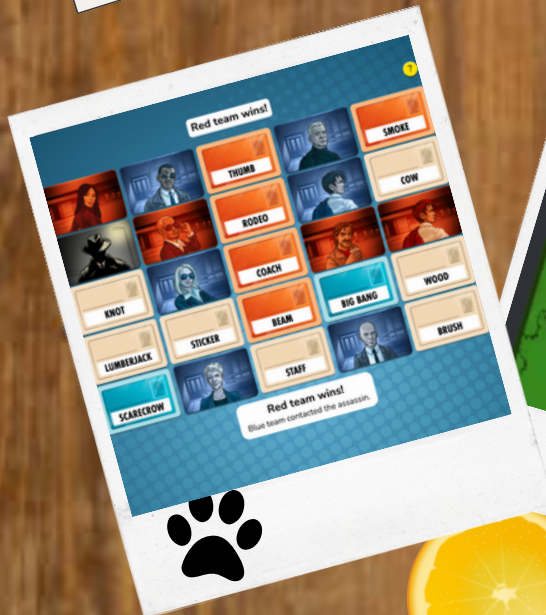 ?
Red team wins!
THUMB
SMOKE
RODEO
COW
KNOT
COACH
LUMBERJACK
STICKER
BEAM
BIG BANG
WOOD
SCARECROW
STAFF
BRUSH
Red team wins!
Blue team contacted the assassin.